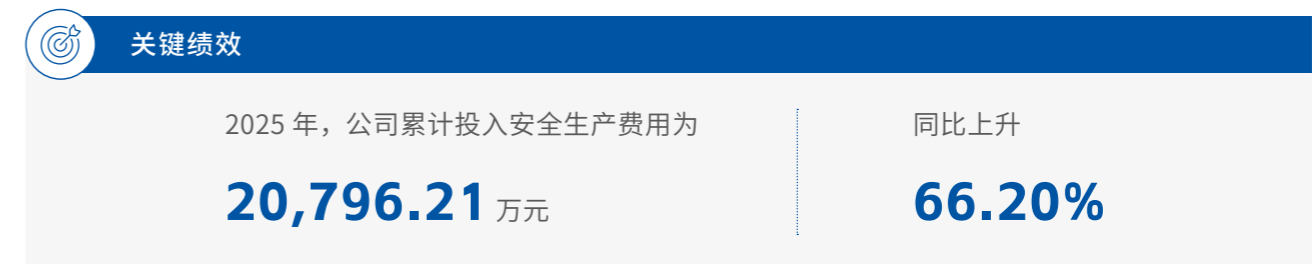 关键绩效
2025 年，公司累计投入安全生产费用为
20,796.21 万元
同比上升
66.20%